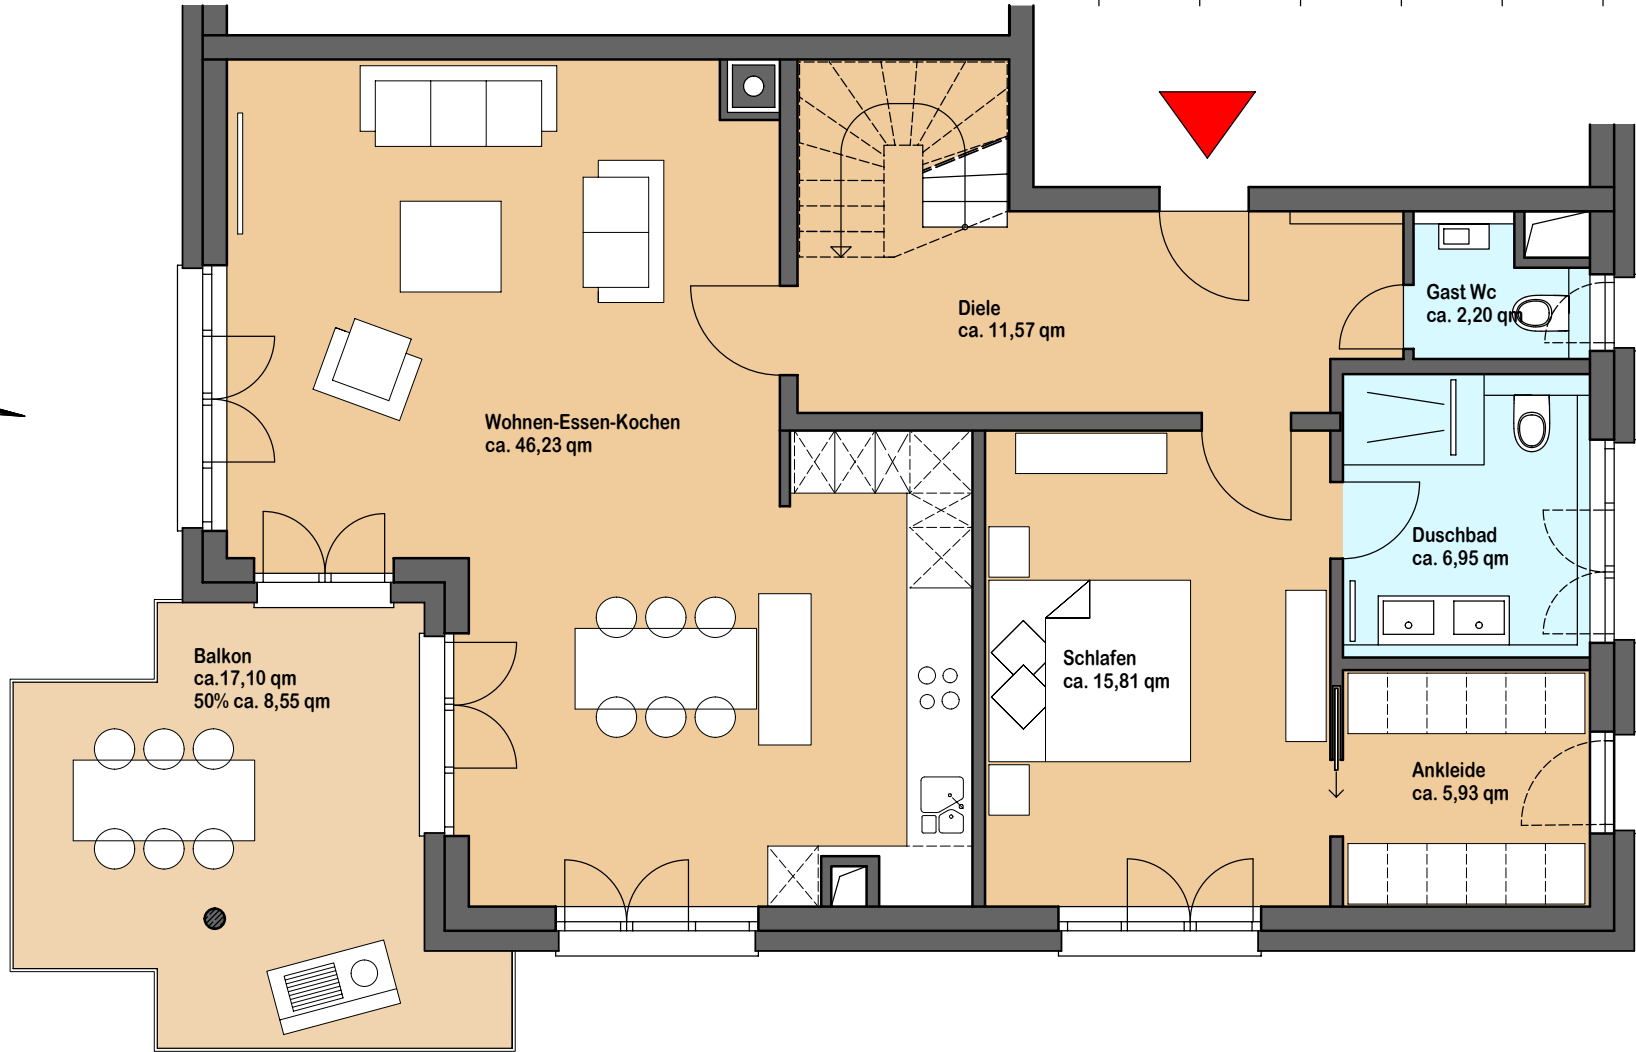 Gast Wc
ca. 2,20 qm
Diele
ca. 11,57 qm
Wohnen-Essen-Kochen
ca. 46,23 qm
Duschbad
ca. 6,95 qm
Balkon
ca.17,10 qm
50% ca. 8,55 qm
Schlafen
ca. 15,81 qm
Ankleide
ca. 5,93 qm